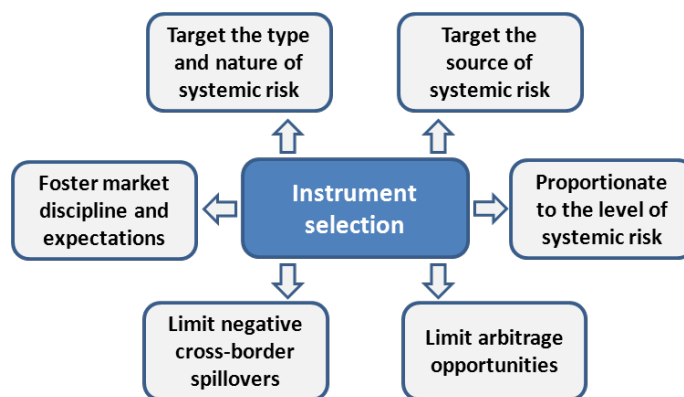 Target the type
and nature of
systemic risk
Target the
source of
systemic risk
Foster market
discipline and
expectations
Instrument
selection
Proportionate
to the level of
systemic risk
Limit negative
cross-border
spillovers
Limit arbitrage
opportunities